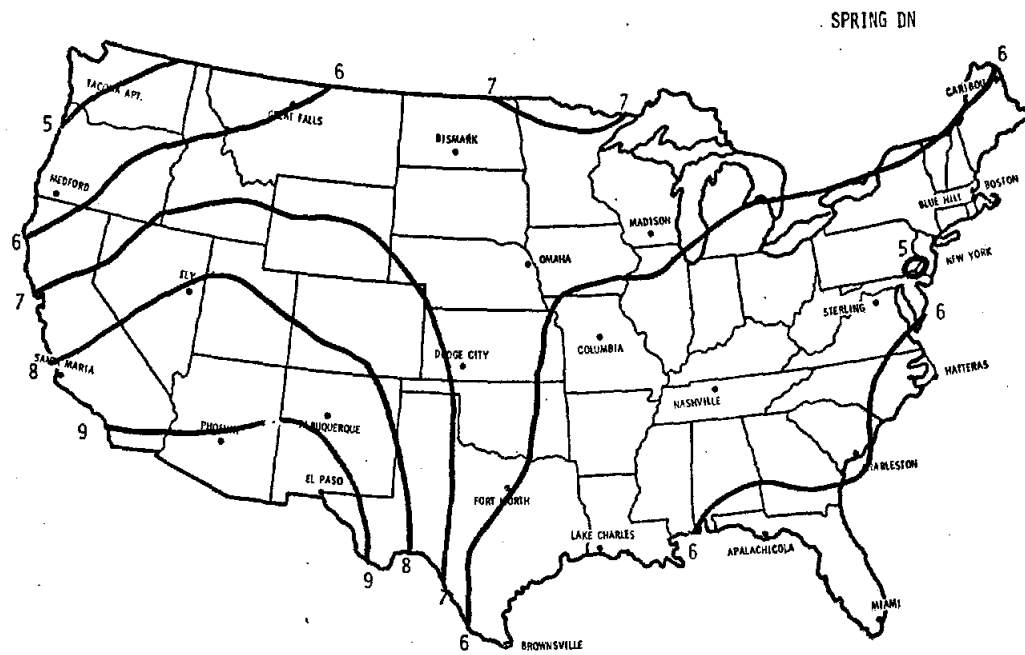 SPRING DN
6
6
7
7
CARIBOU
TACOMA APT.
5
GREAT FALLS
BISMARK
MEDFORD
BLUE HILL
BOSTON
6
MADISON
5
NEW YORK
OMAHA
ELY
7
STERLING
6
COLUMBIA
DODGE CITY
SANTA MARIA
8
HATTERAS
NASHVILLE
9
PHOENIX
ALBUQUERQUE
CHARLESTON
EL PASO
FORT WORTH
LAKE CHARLES
6
APALACHICOLA
9
8
7
MIAMI
6
BROWNSVILLE